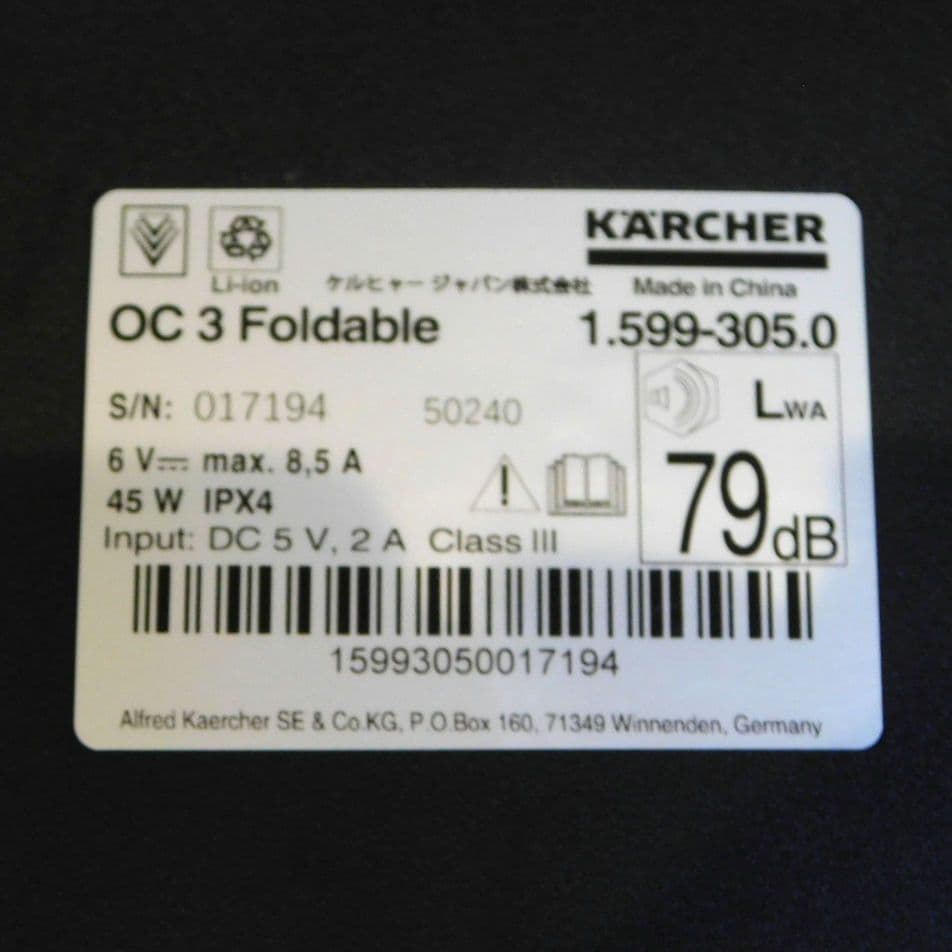 KÄRCHER
Li-ion ケルヒャー ジャパン株式会社 Made in China
OC 3 Foldable 1.599-305.0
S/N: 017194 50240
LWA
6 V⎓ max. 8,5 A
45 W IPX4
79dB
Input: DC 5 V, 2 A Class III
15993050017194
Alfred Kaercher SE & Co.KG, P.O.Box 160, 71349 Winnenden, Germany